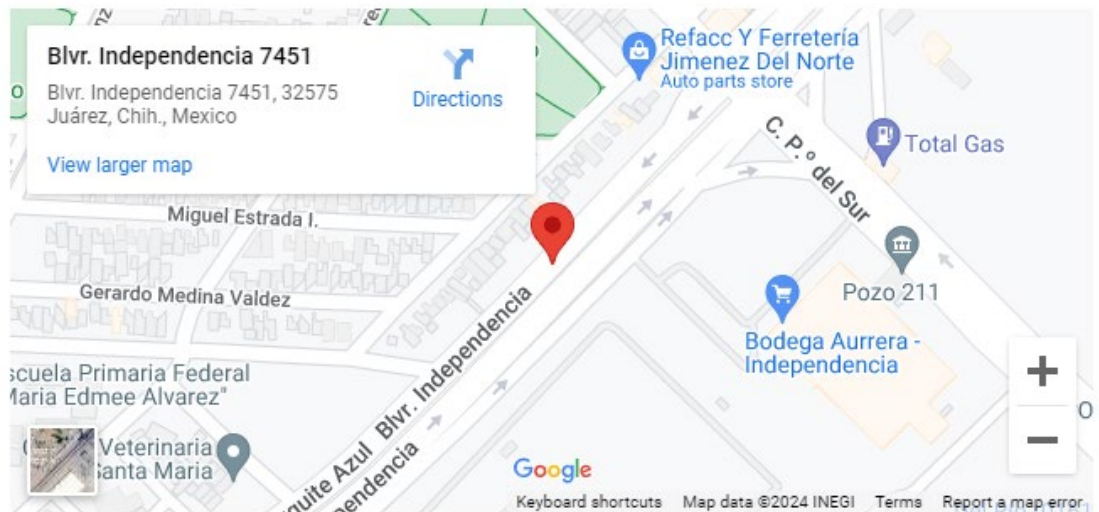 Blvr. Independencia 7451
Blvr. Independencia 7451, 32575
Juárez, Chih., Mexico
Directions
View larger map
Refacc Y Ferretería
Jimenez Del Norte
Auto parts store
Total Gas
C. P.º del Sur
Miguel Estrada I.
Gerardo Medina Valdez
Pozo 211
Bodega Aurrera -
Independencia
Blvr. Independencia
scuela Primaria Federal
Maria Edmee Alvarez"
Veterinaria
Santa Maria
quite Azul
pendencia
Google
Keyboard shortcuts
Map data ©2024 INEGI
Terms
Report a map error